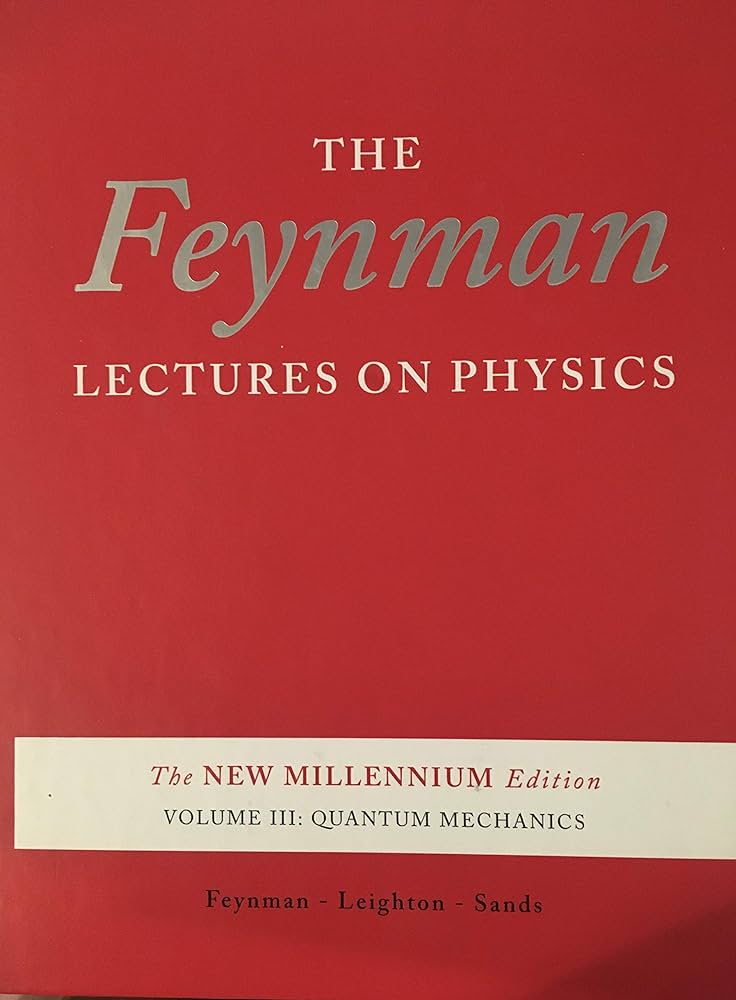 THE
Feynman
LECTURES ON PHYSICS
The NEW MILLENNIUM Edition
VOLUME III: QUANTUM MECHANICS
Feynman - Leighton - Sands